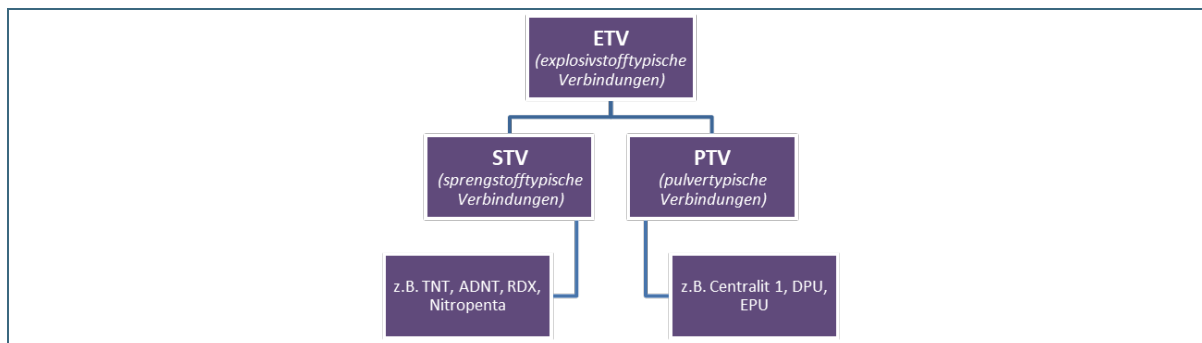 ETV
(explosivstofftypische
Verbindungen)
STV
(sprengstofftypische
Verbindungen)
PTV
(pulvertypische
Verbindungen)
z.B. TNT, ADNT, RDX,
Nitropenta
z.B. Centralit 1, DPU,
EPU